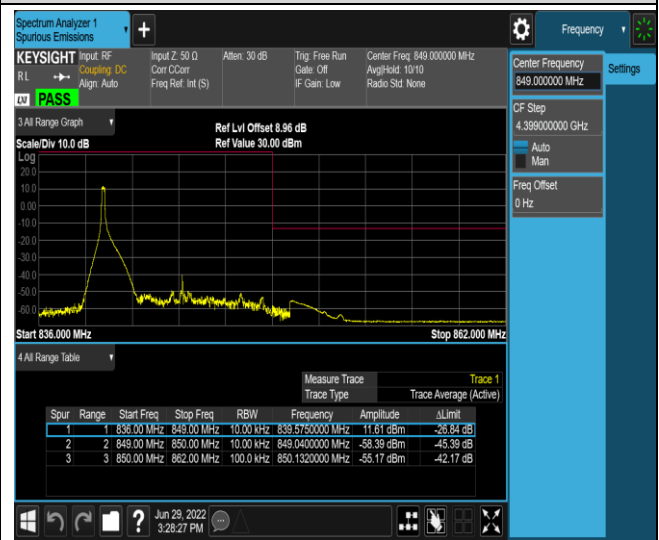 Spectrum Analyzer 1
Spurious Emissions
+
Frequency
KEYSIGHT
RL
LXI
PASS
Input: RF
Coupling: DC
Align: Auto
Input Z: 50 Ω
Corr CCorr
Freq Ref: Int (S)
Atten: 30 dB
Trig: Free Run
Gate: Off
IF Gain: Low
Center Freq: 849.000000 MHz
Avg|Hold: 10/10
Radio Std: None
Center Frequency
849.000000 MHz
Settings
CF Step
4.399000000 GHz
Auto
Man
Freq Offset
0 Hz
3 All Range Graph
Scale/Div 10.0 dB
Ref Lvl Offset 8.96 dB
Ref Value 30.00 dBm
Log
20.0
10.0
0.00
-10.0
-20.0
-30.0
-40.0
-50.0
-60.0
Start 836.000 MHz
Stop 862.000 MHz
4 All Range Table
Measure Trace Trace 1
Trace Type Trace Average (Active)
Spur Range Start Freq Stop Freq RBW Frequency Amplitude ΔLimit
1 1 836.00 MHz 849.00 MHz 10.00 kHz 839.5750000 MHz 11.61 dBm -26.84 dB
2 2 849.00 MHz 850.00 MHz 10.00 kHz 849.0400000 MHz -58.39 dBm -45.39 dB
3 3 850.00 MHz 862.00 MHz 100.0 kHz 850.1320000 MHz -55.17 dBm -42.17 dB
?
Jun 29, 2022
3:28:27 PM